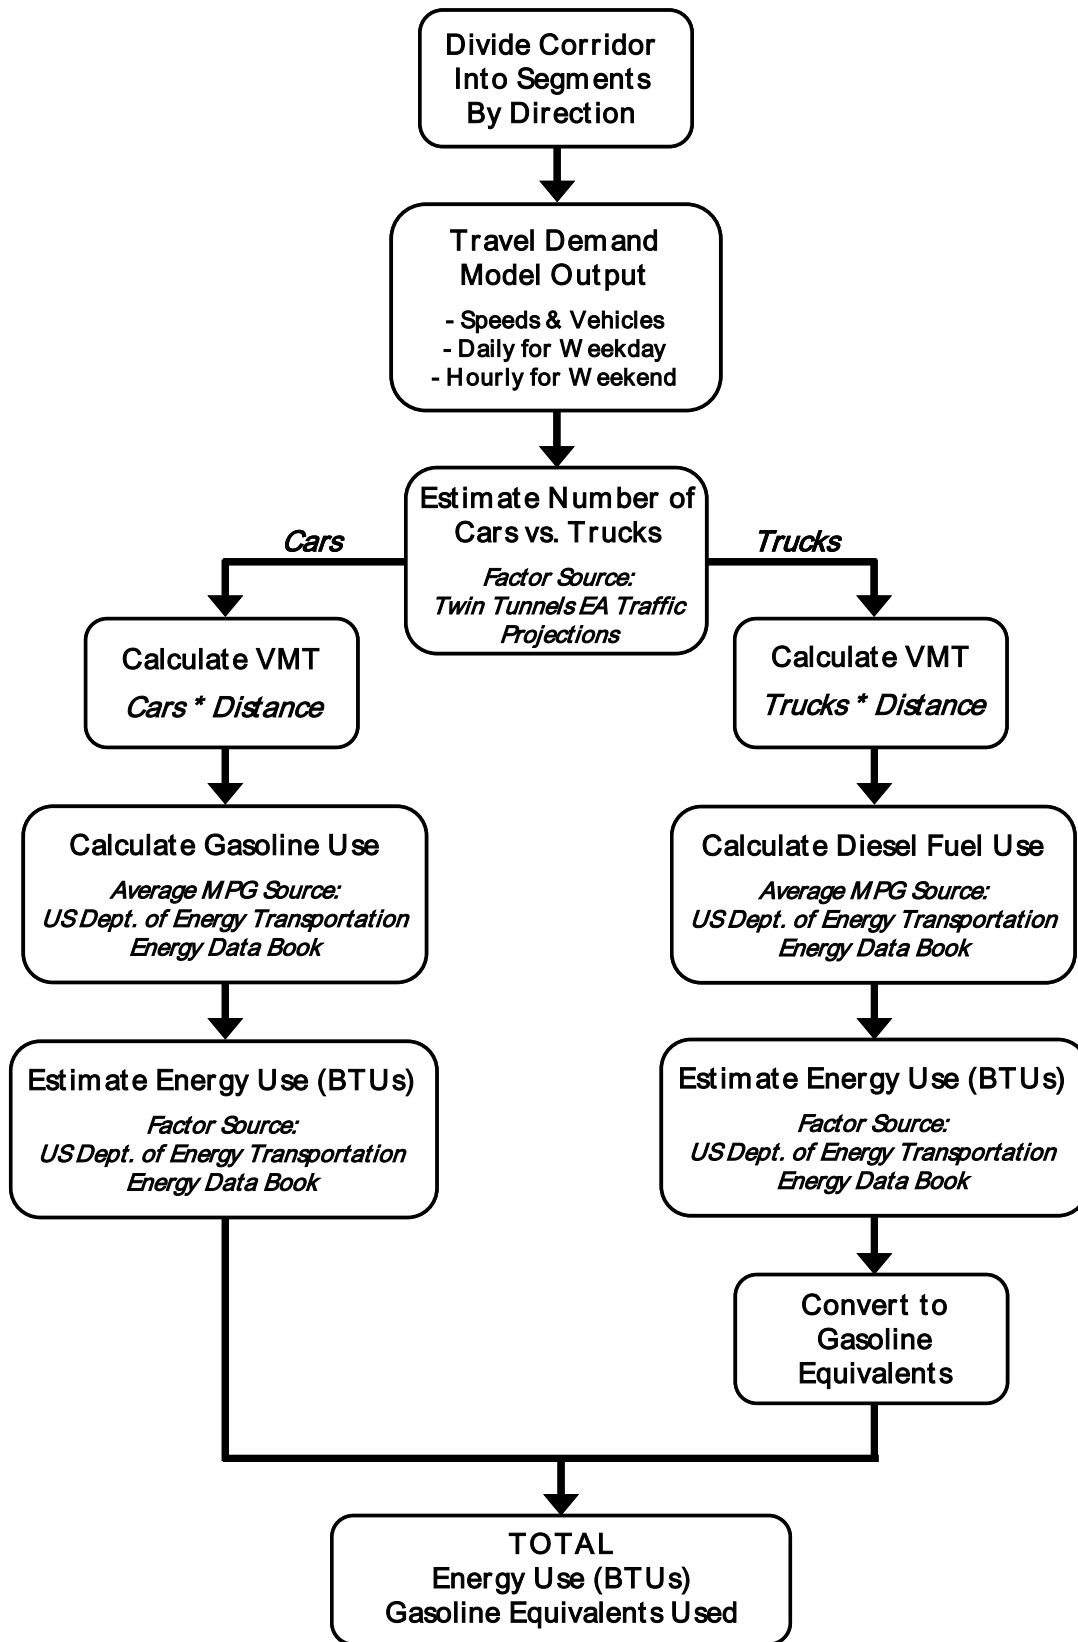 Divide Corridor
Into Segments
By Direction
Travel Demand
Model Output
- Speeds & Vehicles
- Daily for Weekday
- Hourly for Weekend
Estimate Number of
Cars vs. Trucks
Factor Source:
Twin Tunnels EA Traffic
Projections
Cars
Trucks
Calculate VMT
Cars * Distance
Calculate VMT
Trucks * Distance
Calculate Gasoline Use
Average MPG Source:
US Dept. of Energy Transportation
Energy Data Book
Calculate Diesel Fuel Use
Average MPG Source:
US Dept. of Energy Transportation
Energy Data Book
Estimate Energy Use (BTUs)
Factor Source:
US Dept. of Energy Transportation
Energy Data Book
Estimate Energy Use (BTUs)
Factor Source:
US Dept. of Energy Transportation
Energy Data Book
Convert to
Gasoline
Equivalents
TOTAL
Energy Use (BTUs)
Gasoline Equivalents Used